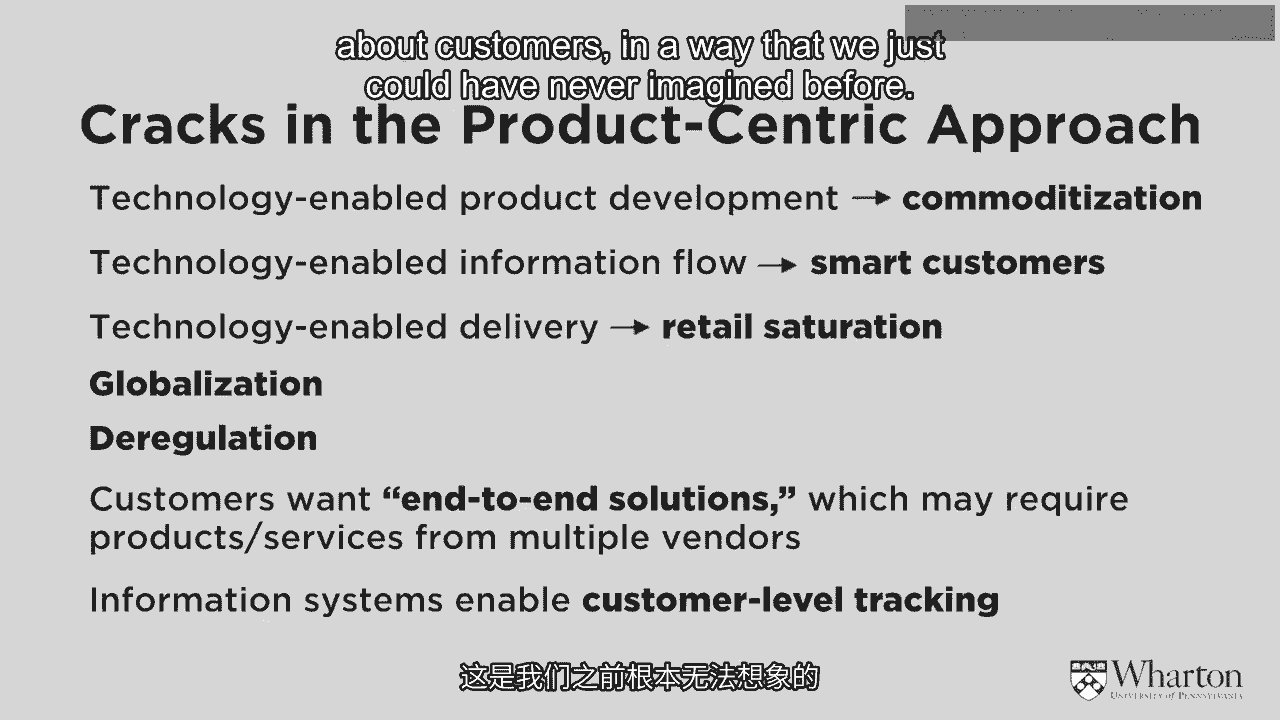 about customers, in a way that we just
could have never imagined before.
Cracks in the Product-Centric Approach
Technology-enabled product development → commoditization
Technology-enabled information flow → smart customers
Technology-enabled delivery → retail saturation
Globalization
Deregulation
Customers want “end-to-end solutions,” which may require
products/services from multiple vendors
Information systems enable customer-level tracking
这是我们之前根本无法想象的
Wharton
UNIVERSITY of PENNSYLVANIA